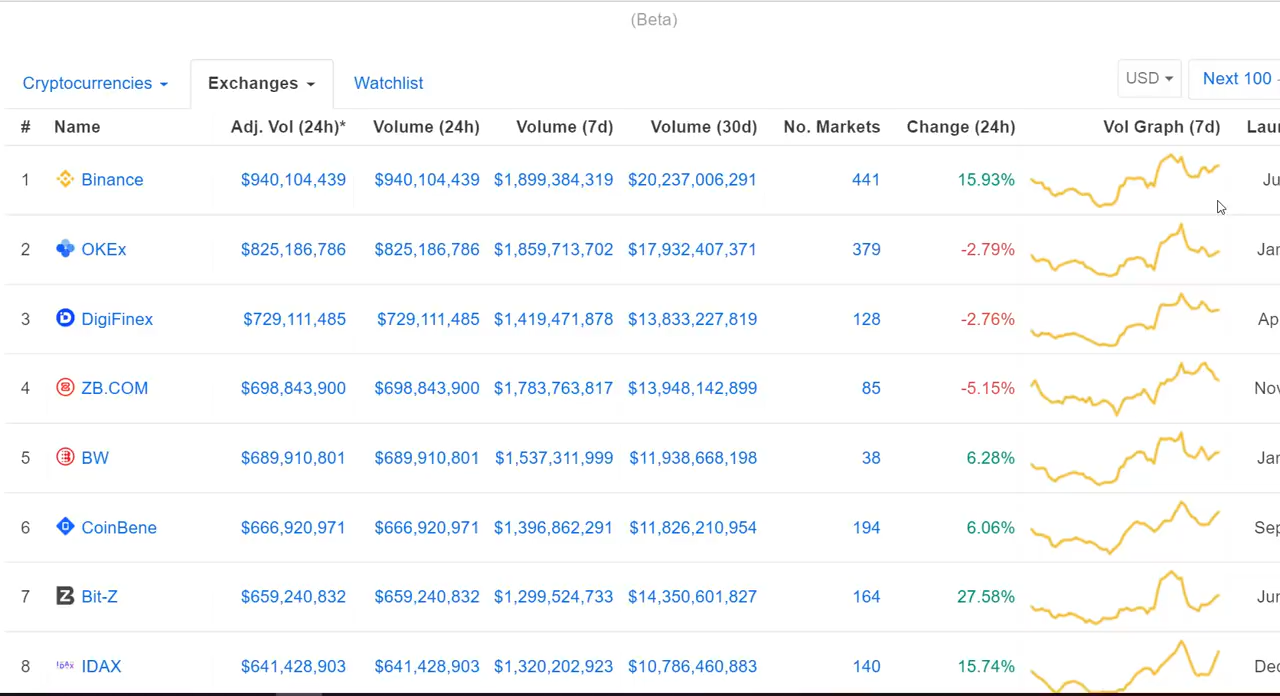 (Beta)
Cryptocurrencies Exchanges Watchlist USD Next 100
# Name Adj. Vol (24h)* Volume (24h) Volume (7d) Volume (30d) No. Markets Change (24h) Vol Graph (7d) Lau
1 Binance $940,104,439 $940,104,439 $1,899,384,319 $20,237,006,291 441 15.93% Ju
2 OKEx $825,186,786 $825,186,786 $1,859,713,702 $17,932,407,371 379 -2.79% Jan
3 DigiFinex $729,111,485 $729,111,485 $1,419,471,878 $13,833,227,819 128 -2.76% Ap
4 ZB.COM $698,843,900 $698,843,900 $1,783,763,817 $13,948,142,899 85 -5.15% Nov
5 BW $689,910,801 $689,910,801 $1,537,311,999 $11,938,668,198 38 6.28% Jan
6 CoinBene $666,920,971 $666,920,971 $1,396,862,291 $11,826,210,954 194 6.06% Sep
7 Bit-Z $659,240,832 $659,240,832 $1,299,524,733 $14,350,601,827 164 27.58% Jun
8 IDAX $641,428,903 $641,428,903 $1,320,202,923 $10,786,460,883 140 15.74% Dec